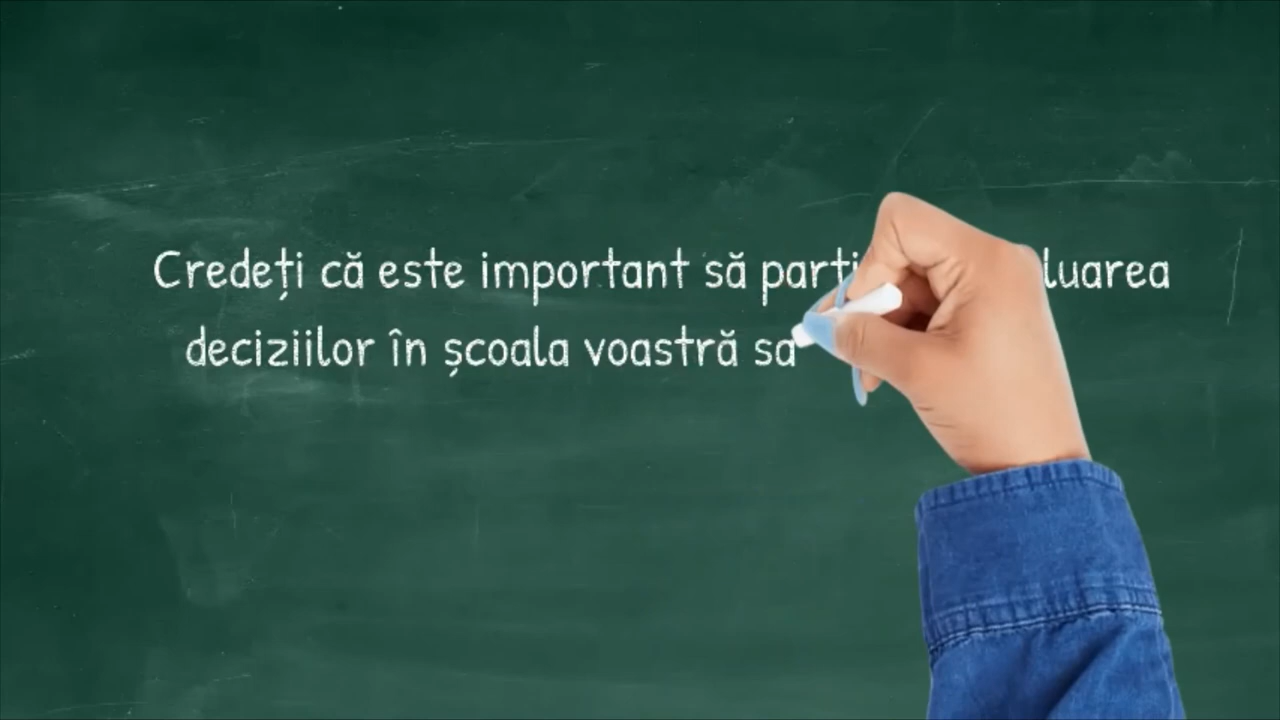 Credeți că este important să luarea
deciziilor în școala voastră